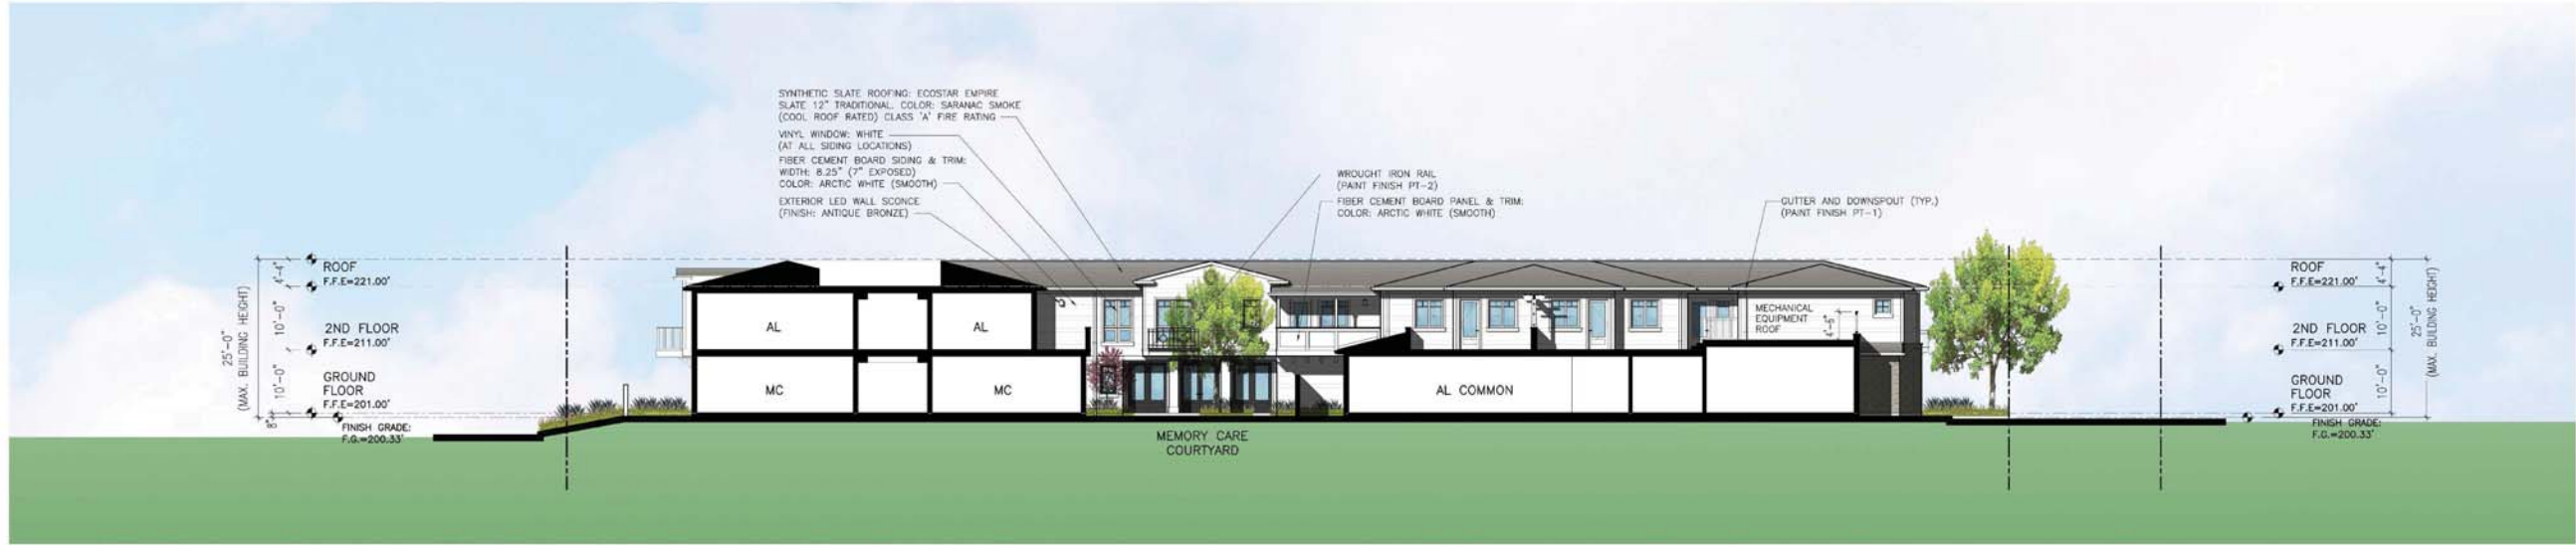 SYNTHETIC SLATE ROOFING: ECOSTAR EMPIRE
SLATE 12" TRADITIONAL. COLOR: SARANAC SMOKE
(COOL ROOF RATED) CLASS 'A' FIRE RATING
VINYL WINDOW: WHITE
(AT ALL SIDING LOCATIONS)
FIBER CEMENT BOARD SIDING & TRIM:
WIDTH: 8.25" (7" EXPOSED)
COLOR: ARCTIC WHITE (SMOOTH)
EXTERIOR LED WALL SCONCE
(FINISH: ANTIQUE BRONZE)
WROUGHT IRON RAIL
(PAINT FINISH PT-2)
FIBER CEMENT BOARD PANEL & TRIM:
COLOR: ARCTIC WHITE (SMOOTH)
GUTTER AND DOWNSPOUT (TYP.)
(PAINT FINISH PT-1)
25'-0"
(MAX. BUILDING HEIGHT)
4'-4"
10'-0"
10'-0"
8"
ROOF
F.F.E=221.00'
2ND FLOOR
F.F.E=211.00'
GROUND
FLOOR
F.F.E=201.00'
FINISH GRADE:
F.G.=200.33'
AL
AL
MC
MC
MEMORY CARE
COURTYARD
AL COMMON
MECHANICAL
EQUIPMENT
ROOF
4'-6"
ROOF
F.F.E=221.00'
2ND FLOOR
F.F.E=211.00'
GROUND
FLOOR
F.F.E=201.00'
FINISH GRADE:
F.G.=200.33'
4'-4"
10'-0"
10'-0"
25'-0"
(MAX. BUILDING HEIGHT)